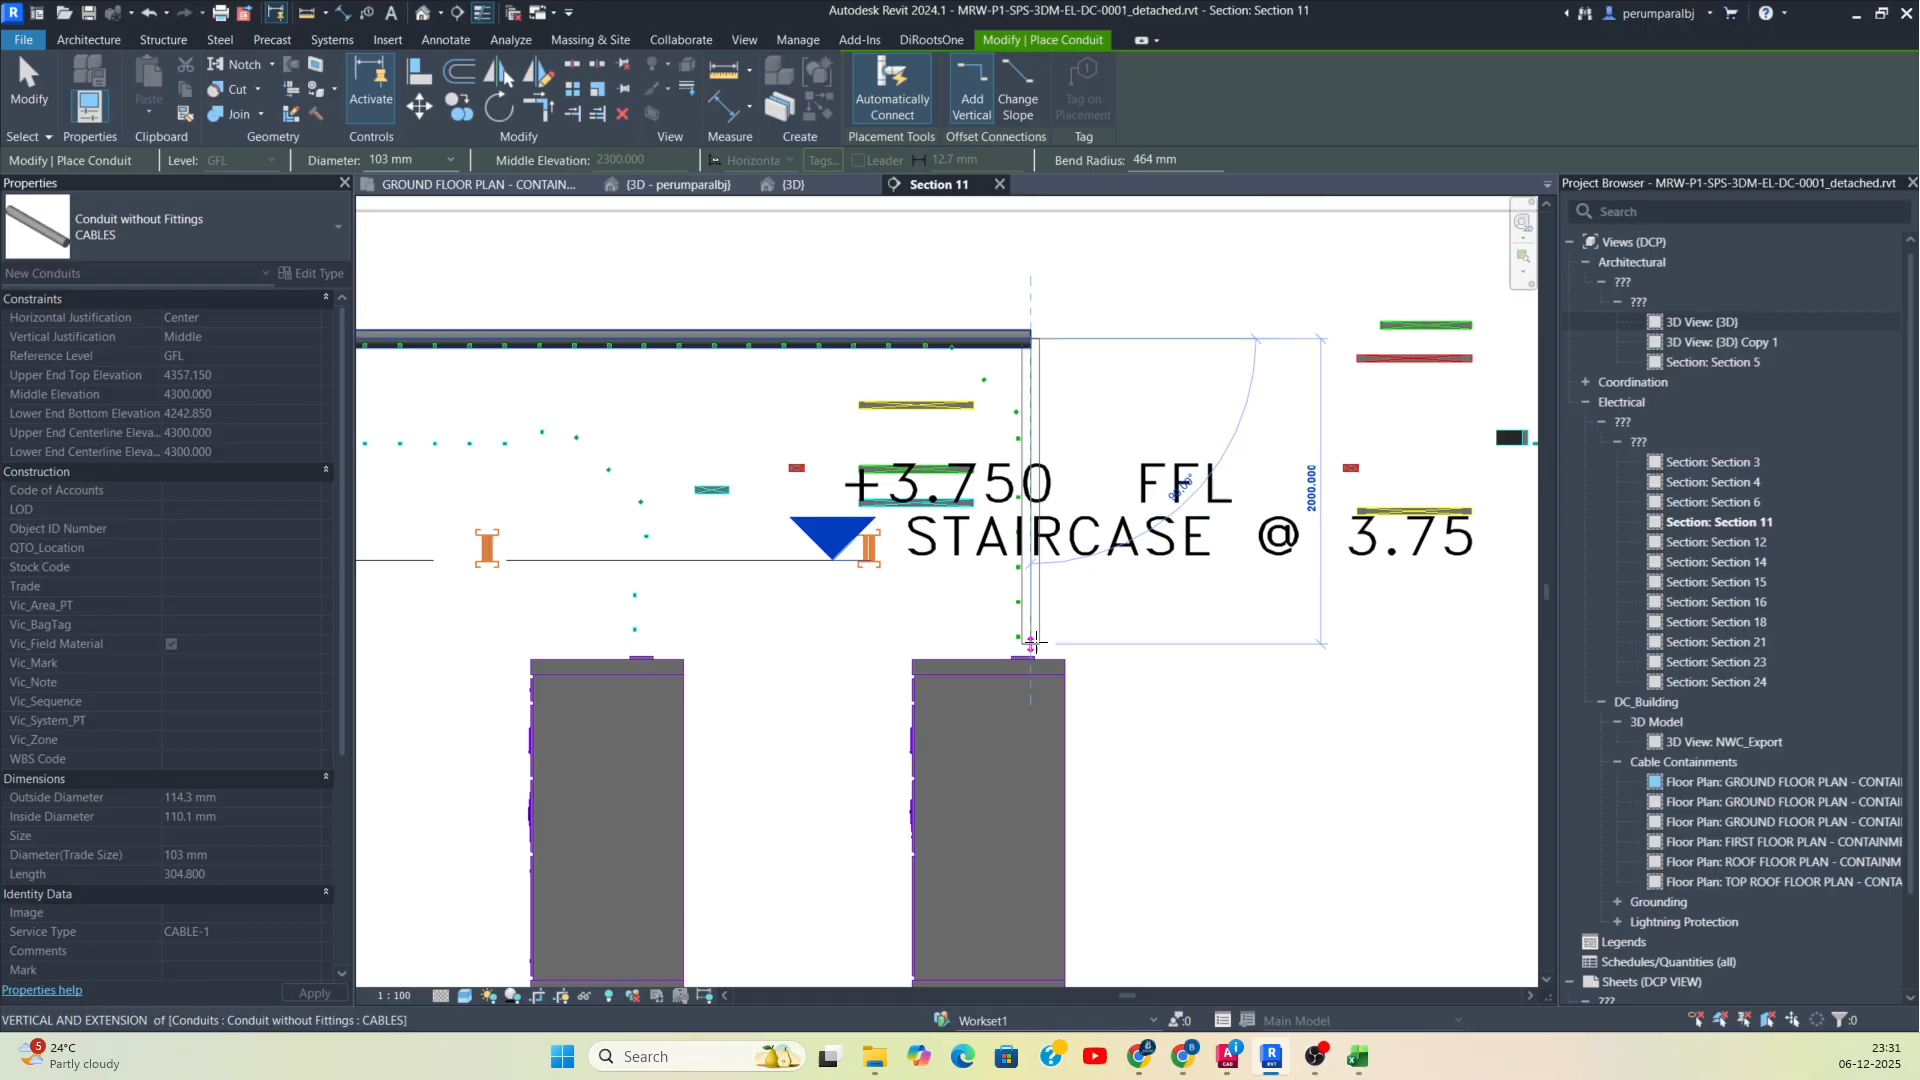 Autodesk Revit 2024.1 - MRW-P1-SPS-3DM-EL-DC-0001_detached.rvt - Section: Section 11
perumparalbj
File
Architecture
Structure
Steel
Precast
Systems
Insert
Annotate
Analyze
Massing & Site
Collaborate
View
Manage
Add-Ins
DiRootsOne
Modify | Place Conduit
Modify
Paste
Notch
Cut
Join
Activate
Automatically Connect
Add Vertical
Change Slope
Tag on Placement
Select
Properties
Clipboard
Geometry
Controls
Modify
View
Measure
Create
Placement Tools
Offset Connections
Tag
Modify | Place Conduit
Level: GFL
Diameter: 103 mm
Middle Elevation: 2300.000
Horizonta
Tags...
Leader
12.7 mm
Bend Radius: 464 mm
Properties
Conduit without Fittings
CABLES
New Conduits
Edit Type
Constraints
Horizontal Justification Center
Vertical Justification Middle
Reference Level GFL
Upper End Top Elevation 4357.150
Middle Elevation 4300.000
Lower End Bottom Elevation 4242.850
Upper End Centerline Eleva... 4300.000
Lower End Centerline Eleva... 4300.000
Construction
Code of Accounts
LOD
Object ID Number
QTO_Location
Stock Code
Trade
Vic_Area_PT
Vic_BagTag
Vic_Field Material
Vic_Mark
Vic_Note
Vic_Sequence
Vic_System_PT
Vic_Zone
WBS Code
Dimensions
Outside Diameter 114.3 mm
Inside Diameter 110.1 mm
Size
Diameter(Trade Size) 103 mm
Length 304.800
Identity Data
Image
Service Type CABLE-1
Comments
Mark
Properties help
Apply
GROUND FLOOR PLAN - CONTAIN...
{3D - perumparalbj}
{3D}
Section 11
+3.750 FFL
STAIRCASE @ 3.75
2000.000
90.00°
1 : 100
Project Browser - MRW-P1-SPS-3DM-EL-DC-0001_detached.rvt
Search
Views (DCP)
Architectural
???
???
3D View: {3D}
3D View: {3D} Copy 1
Section: Section 5
Coordination
Electrical
???
???
Section: Section 3
Section: Section 4
Section: Section 6
Section: Section 11
Section: Section 12
Section: Section 14
Section: Section 15
Section: Section 16
Section: Section 18
Section: Section 21
Section: Section 23
Section: Section 24
DC_Building
3D Model
3D View: NWC_Export
Cable Containments
Floor Plan: GROUND FLOOR PLAN - CONTAI
Floor Plan: GROUND FLOOR PLAN - CONTAI
Floor Plan: GROUND FLOOR PLAN - CONTAI
Floor Plan: FIRST FLOOR PLAN - CONTAINME
Floor Plan: ROOF FLOOR PLAN - CONTAINM
Floor Plan: TOP ROOF FLOOR PLAN - CONTA
Grounding
Lightning Protection
Legends
Schedules/Quantities (all)
Sheets (DCP VIEW)
???
VERTICAL AND EXTENSION of [Conduits : Conduit without Fittings : CABLES]
Workset1
:0
Main Model
:0
5
24°C
Partly cloudy
Search
23:31
06-12-2025